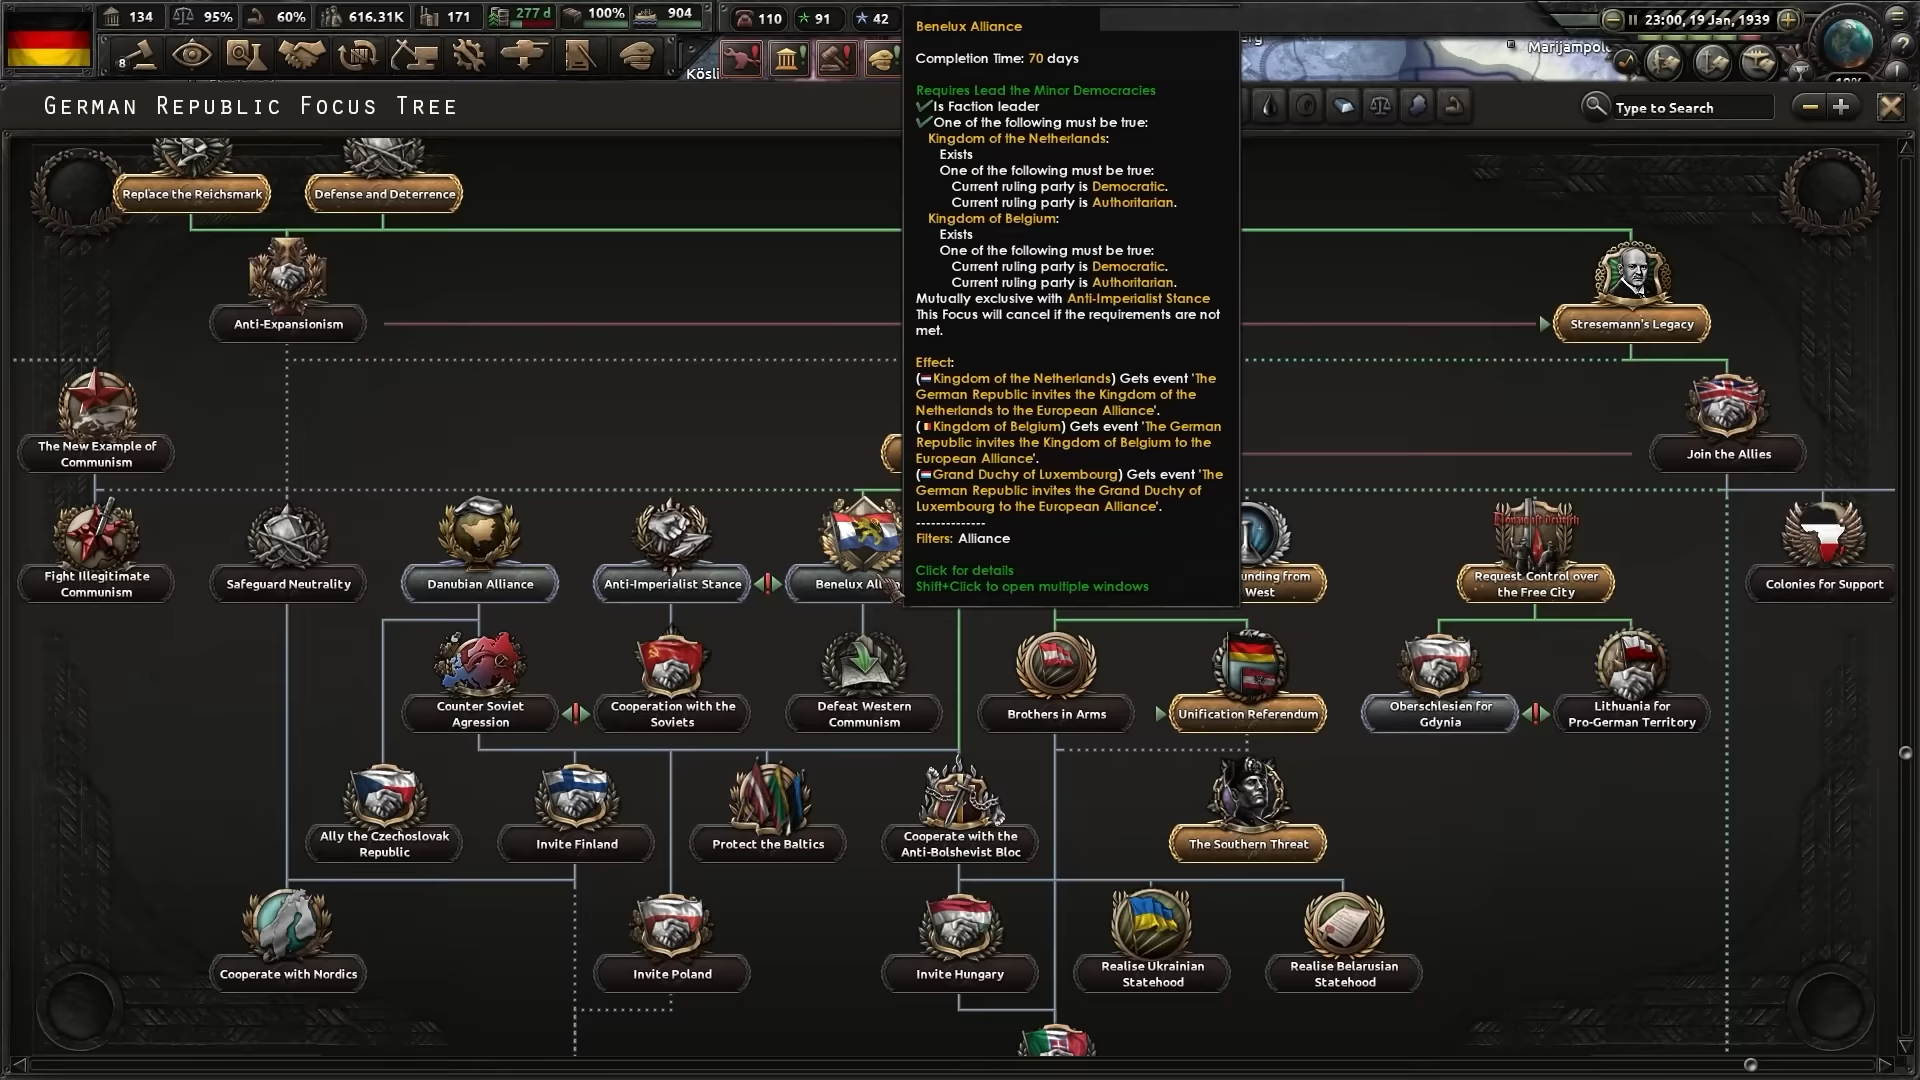 134
95%
60%
616.31K
171
277 d
100%
904
110
91
42
23:00, 19 Jan, 1939
8
Kösli
Marijampol
GERMAN REPUBLIC FOCUS TREE
Type to Search
Benelux Alliance
Completion Time: 70 days
Requires Lead the Minor Democracies
Is Faction leader
One of the following must be true:
Kingdom of the Netherlands:
Exists
One of the following must be true:
Current ruling party is Democratic.
Current ruling party is Authoritarian.
Kingdom of Belgium:
Exists
One of the following must be true:
Current ruling party is Democratic.
Current ruling party is Authoritarian.
Mutually exclusive with Anti-Imperialist Stance
This Focus will cancel if the requirements are not
met.
Effect:
(Kingdom of the Netherlands) Gets event 'The
German Republic invites the Kingdom of the
Netherlands to the European Alliance'.
(Kingdom of Belgium) Gets event 'The German
Republic invites the Kingdom of Belgium to the
European Alliance'.
(Grand Duchy of Luxembourg) Gets event 'The
German Republic invites the Grand Duchy of
Luxembourg to the European Alliance'.
--------------
Filters: Alliance
Click for details
Shift+Click to open multiple windows
Replace the Reichsmark
Defense and Deterrence
Anti-Expansionism
Stresemann's Legacy
The New Example of
Communism
Join the Allies
Fight Illegitimate
Communism
Safeguard Neutrality
Danubian Alliance
Anti-Imperialist Stance
Benelux All
unding from
West
Request Control over
the Free City
Colonies for Support
Counter Soviet
Agression
Cooperation with the
Soviets
Defeat Western
Communism
Brothers in Arms
Unification Referendum
Oberschlesien for
Gdynia
Lithuania for
Pro-German Territory
Ally the Czechoslovak
Republic
Invite Finland
Protect the Baltics
Cooperate with the
Anti-Bolshevist Bloc
The Southern Threat
Cooperate with Nordics
Invite Poland
Invite Hungary
Realise Ukrainian
Statehood
Realise Belarusian
Statehood